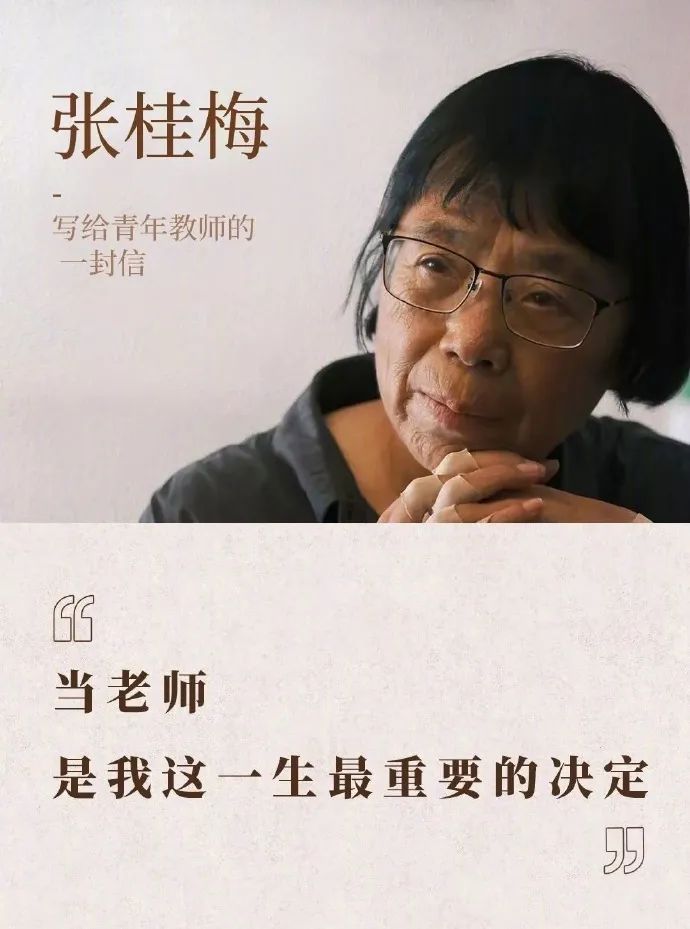 张桂梅
-
写给青年教师的
一封信
“
当老师
是我这一生最重要的决定
”